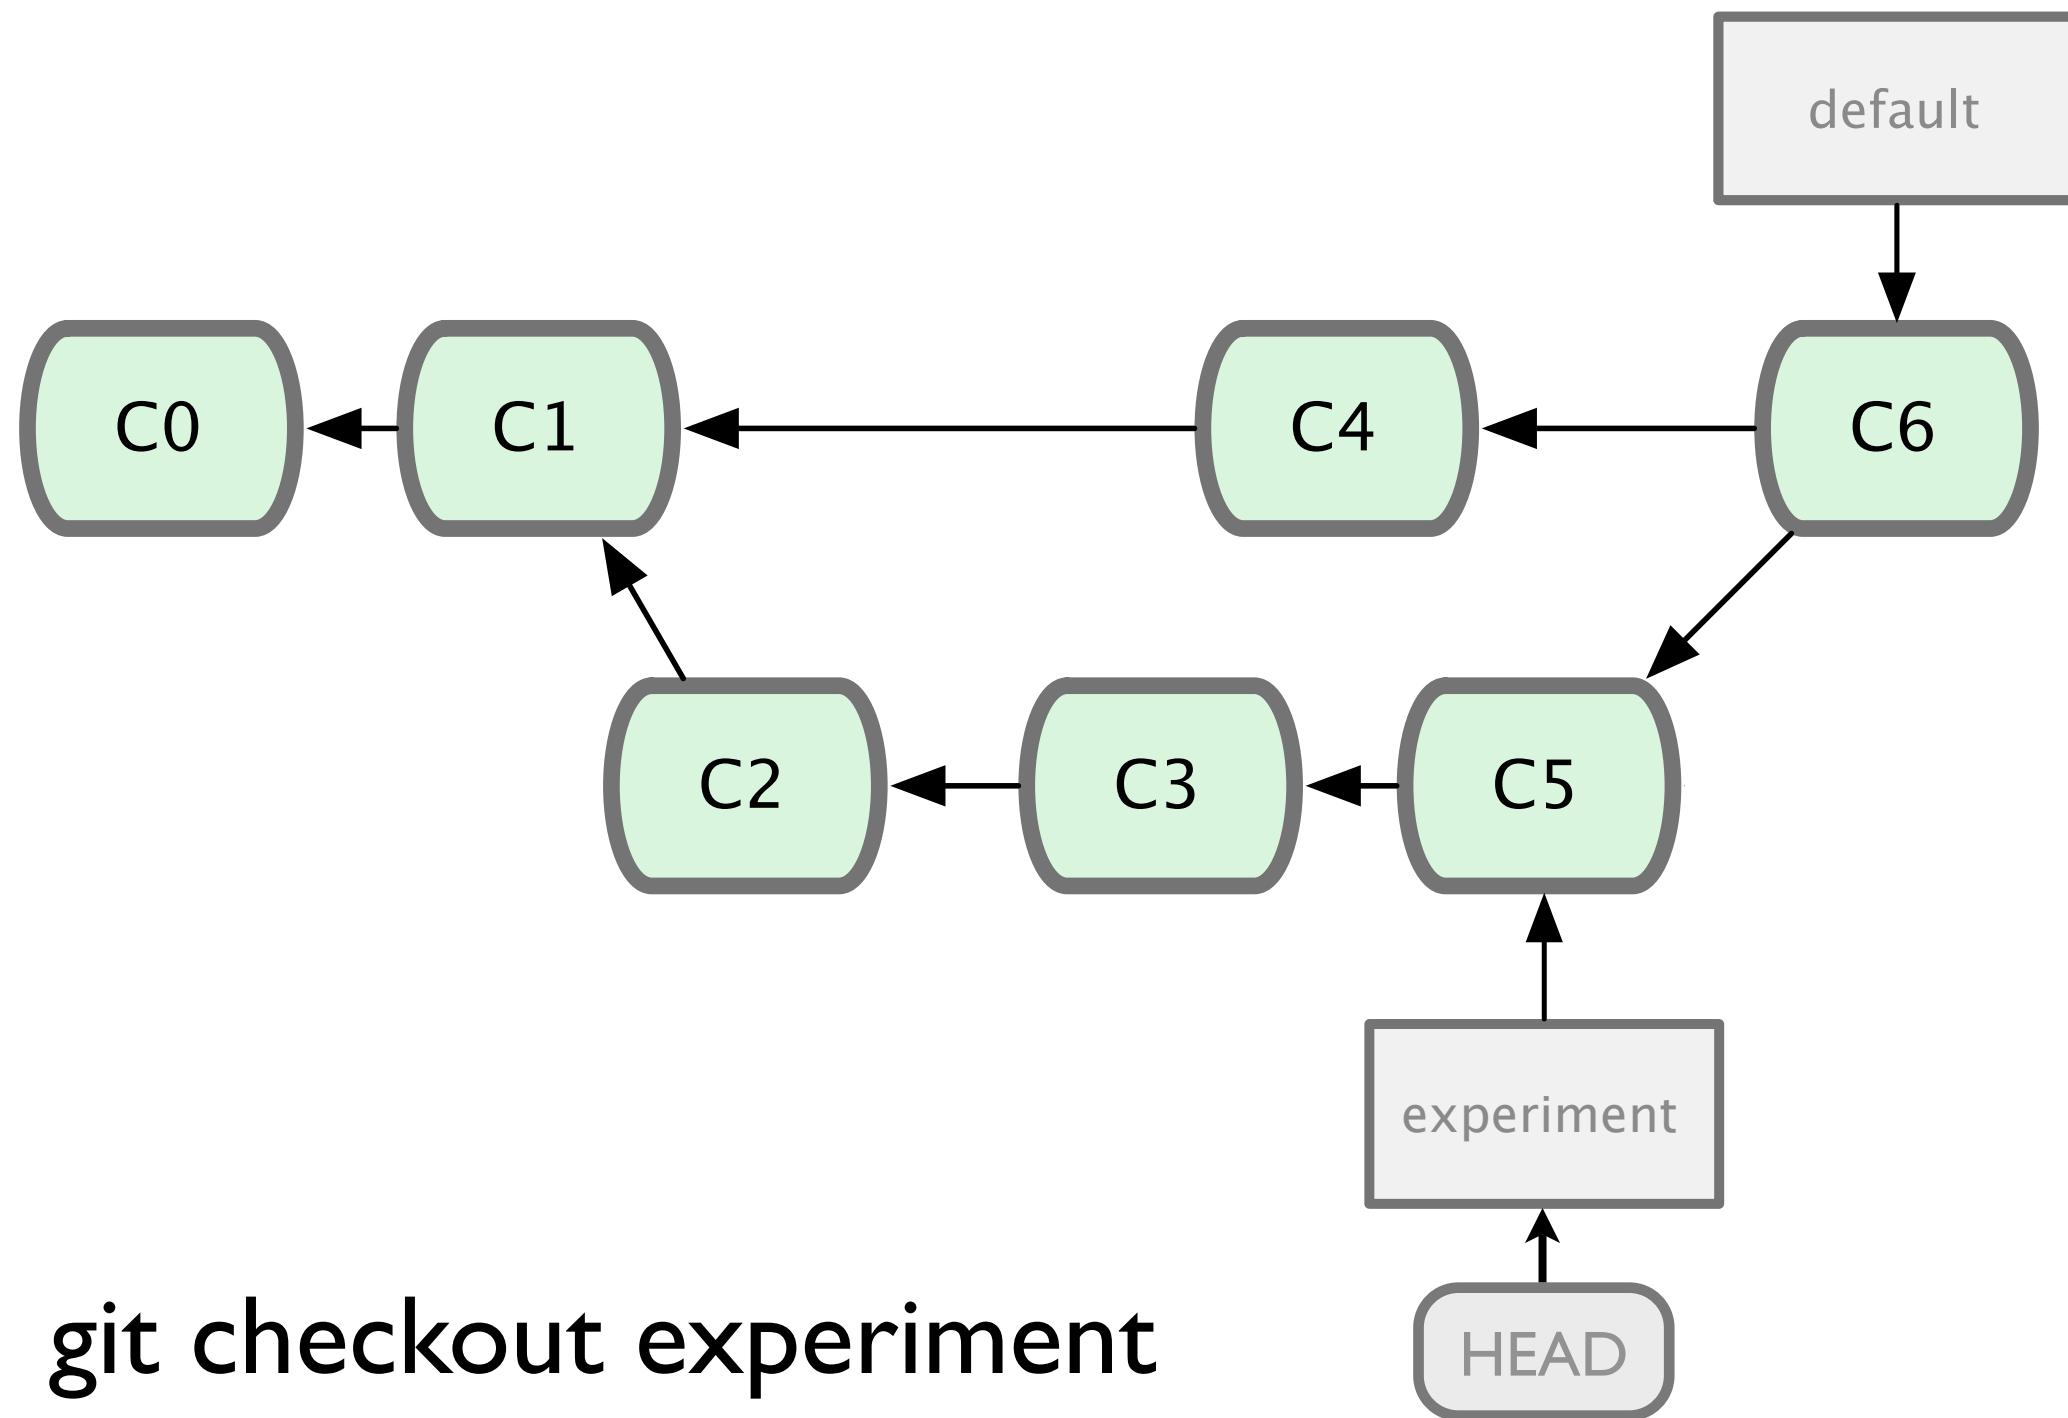 default
C0
C1
C4
C6
C2
C3
C5
experiment
git checkout experiment
HEAD